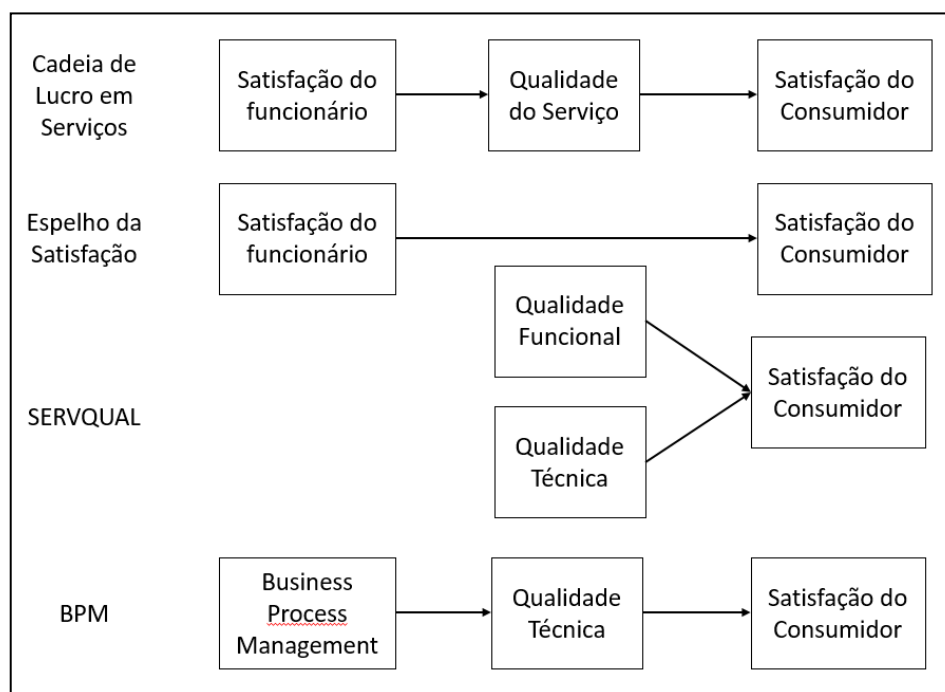 Cadeia de
Lucro em
Serviços
Satisfação do
funcionário
Qualidade
do Serviço
Satisfação do
Consumidor
Espelho da
Satisfação
Satisfação do
funcionário
Satisfação do
Consumidor
SERVQUAL
Qualidade
Funcional
Qualidade
Técnica
Satisfação do
Consumidor
BPM
Business
Process
Management
Qualidade
Técnica
Satisfação do
Consumidor